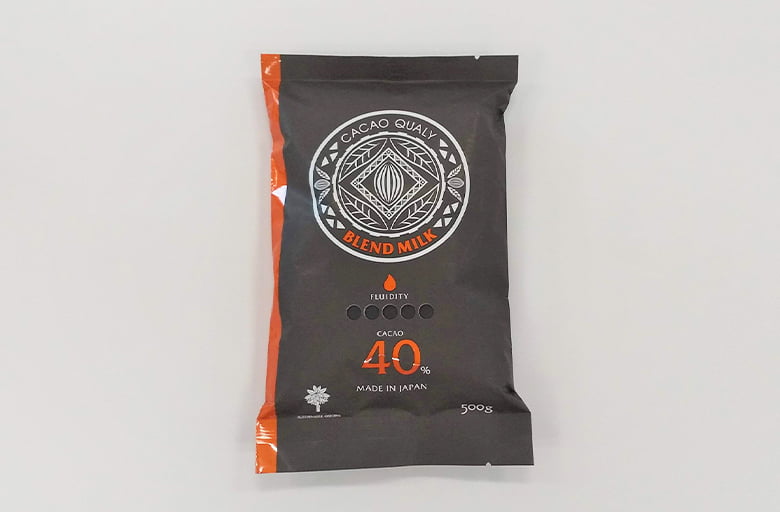 CACAO QUALY
BLEND MILK
FLUIDITY
CACAO
40%
MADE IN JAPAN
500g